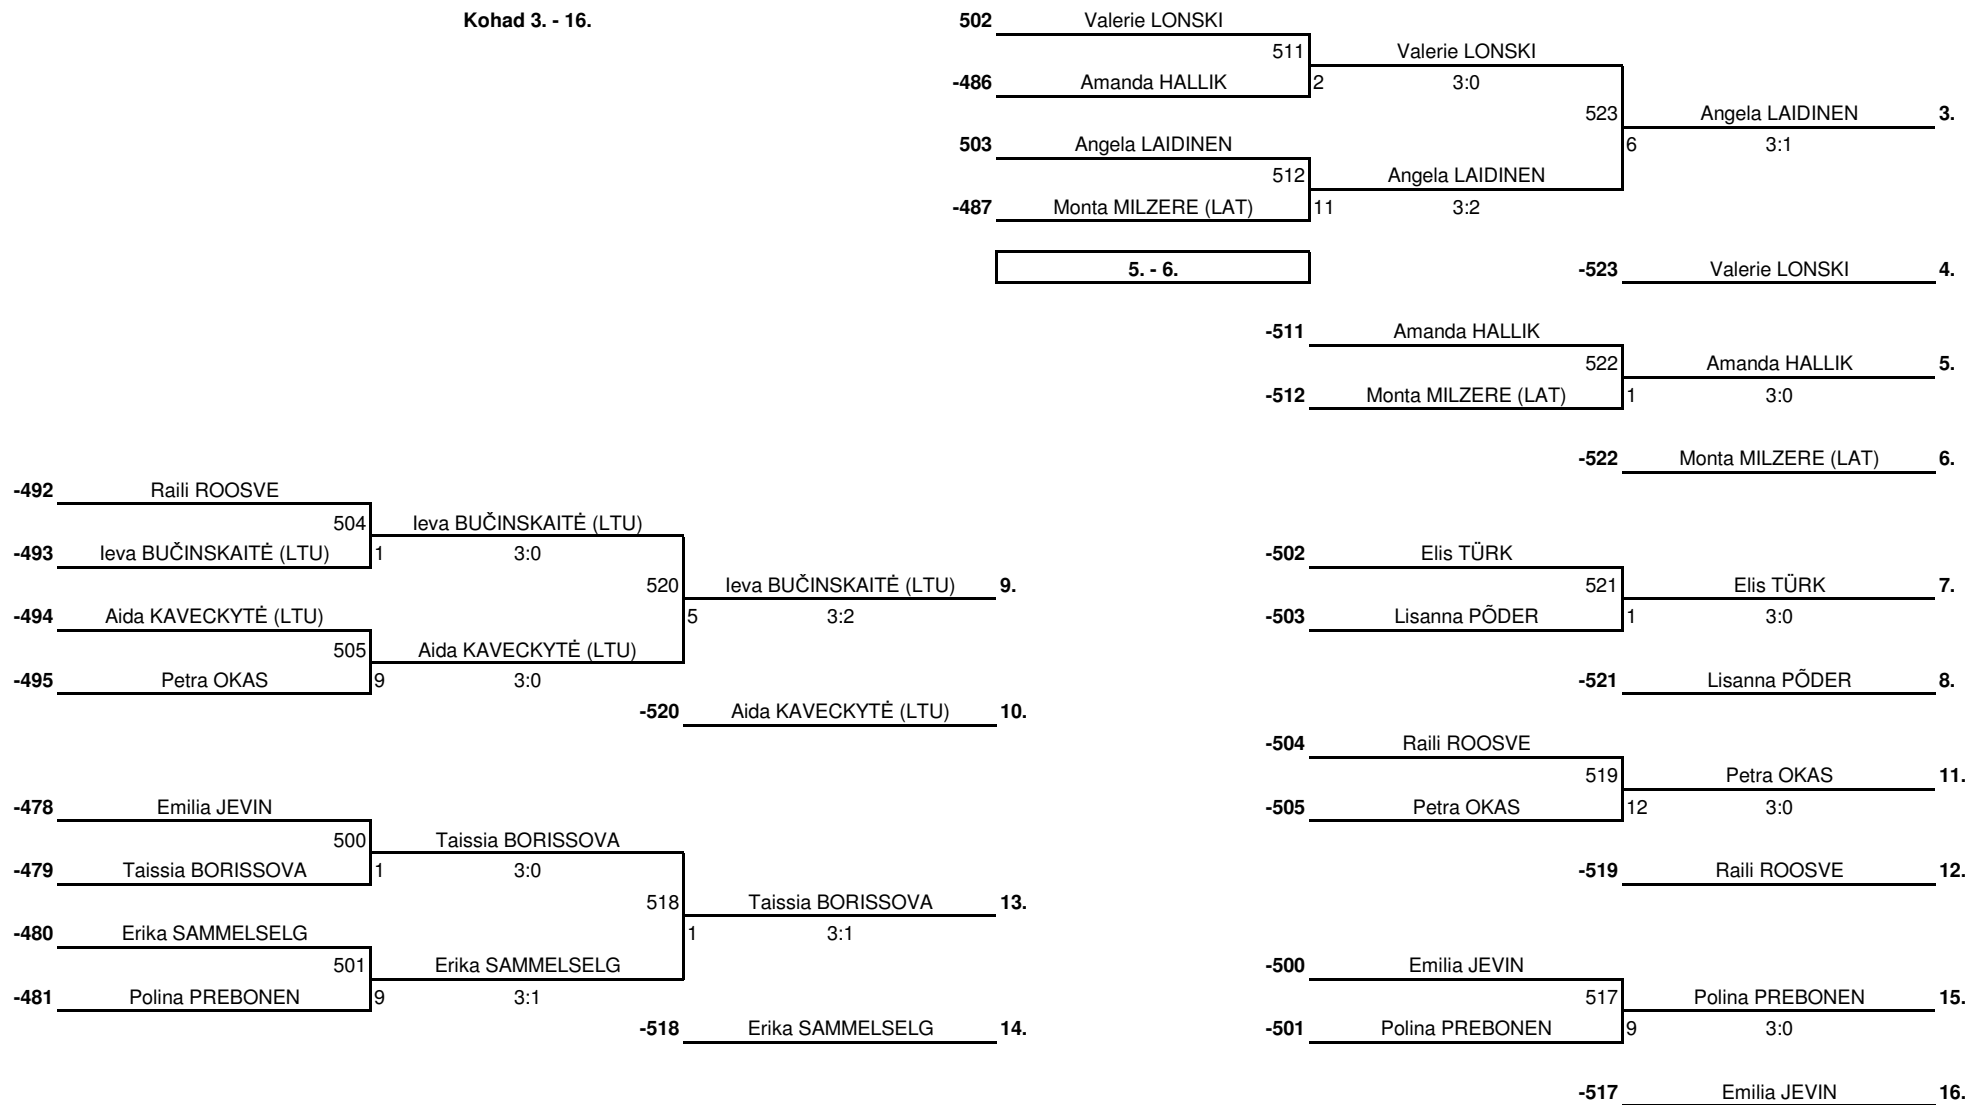 Kohad 3. - 16.
502 Valerie LONSKI
511 Valerie LONSKI
-486 Amanda HALLIK 2 3:0
523 Angela LAIDINEN 3.
503 Angela LAIDINEN 6 3:1
512 Angela LAIDINEN
-487 Monta MILZERE (LAT) 11 3:2
5. - 6. -523 Valerie LONSKI 4.
-511 Amanda HALLIK
522 Amanda HALLIK 5.
-512 Monta MILZERE (LAT) 1 3:0
-522 Monta MILZERE (LAT) 6.
-492 Raili ROOSVE
504 Ieva BUČINSKAITĖ (LTU)
-493 Ieva BUČINSKAITĖ (LTU) 1 3:0 -502 Elis TÜRK
520 Ieva BUČINSKAITĖ (LTU) 9. 521 Elis TÜRK 7.
-494 Aida KAVECKYTĖ (LTU) 5 3:2 -503 Lisanna PÕDER 1 3:0
505 Aida KAVECKYTĖ (LTU)
-495 Petra OKAS 9 3:0 -521 Lisanna PÕDER 8.
-520 Aida KAVECKYTĖ (LTU) 10.
-504 Raili ROOSVE
519 Petra OKAS 11.
-478 Emilia JEVIN -505 Petra OKAS 12 3:0
500 Taissia BORISSOVA
-479 Taissia BORISSOVA 1 3:0 -519 Raili ROOSVE 12.
518 Taissia BORISSOVA 13.
-480 Erika SAMMELSELG 1 3:1
501 Erika SAMMELSELG -500 Emilia JEVIN
-481 Polina PREBONEN 9 3:1 517 Polina PREBONEN 15.
-518 Erika SAMMELSELG 14. -501 Polina PREBONEN 9 3:0
-517 Emilia JEVIN 16.